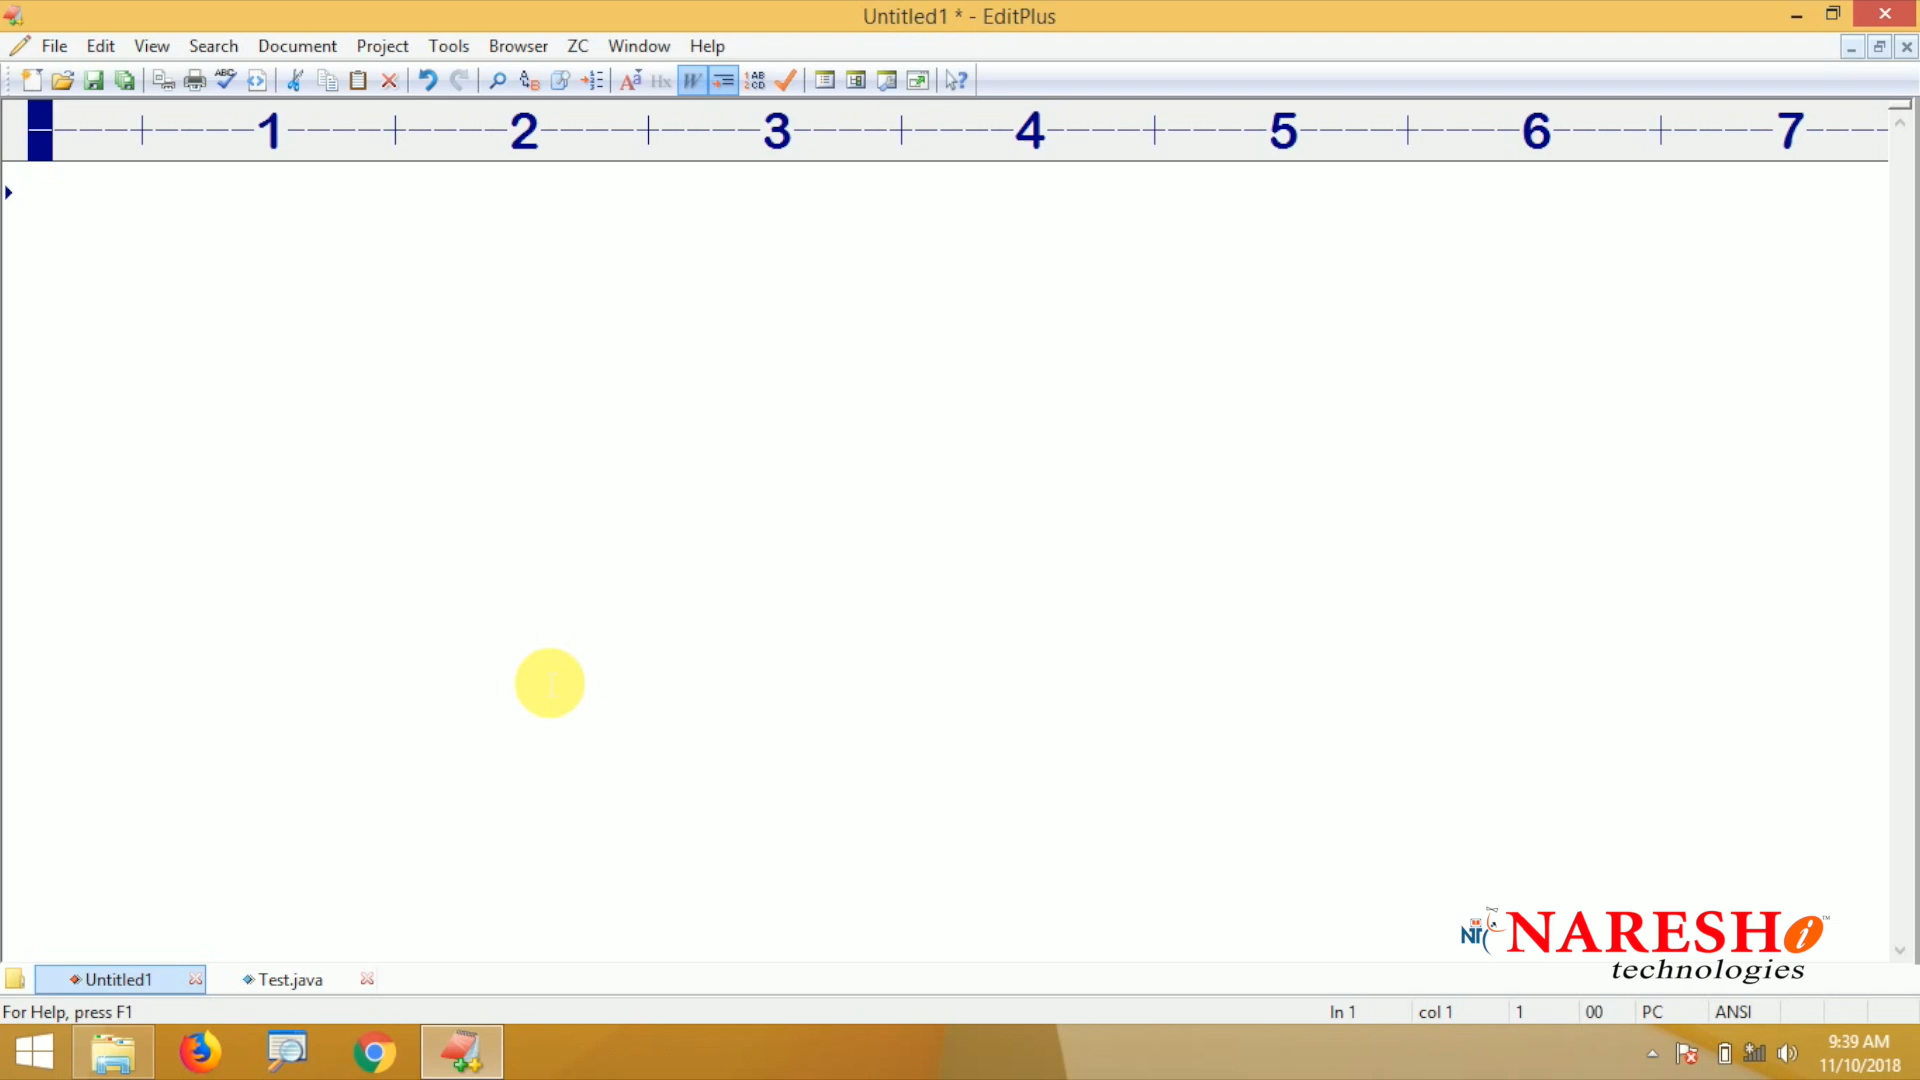 Untitled1 * - EditPlus
File Edit View Search Document Project Tools Browser ZC Window Help
1 2 3 4 5 6 7
NARESH i ™
technologies
Untitled1 Test.java
For Help, press F1 ln 1 col 1 1 00 PC ANSI
9:39 AM
11/10/2018